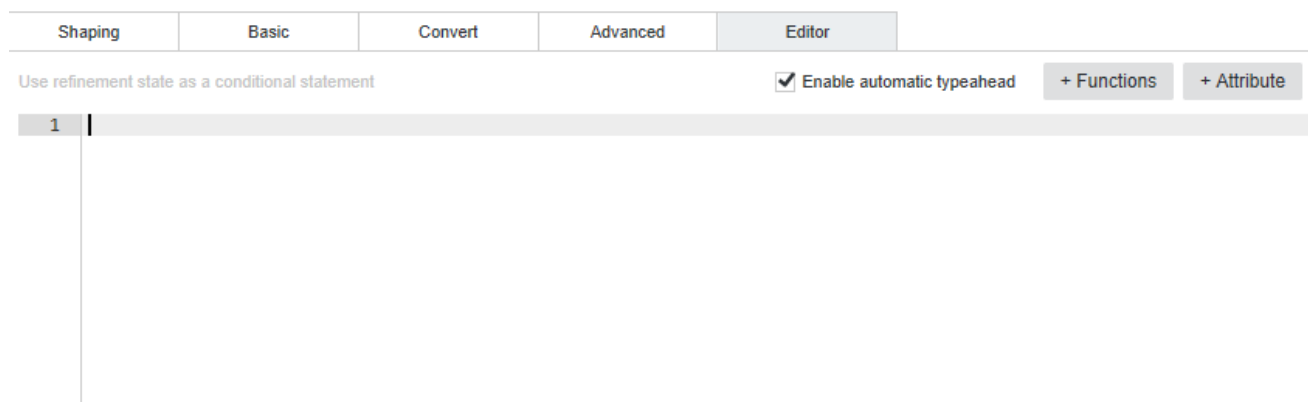 Shaping Basic Convert Advanced Editor
Use refinement state as a conditional statement Enable automatic typeahead + Functions + Attribute
1